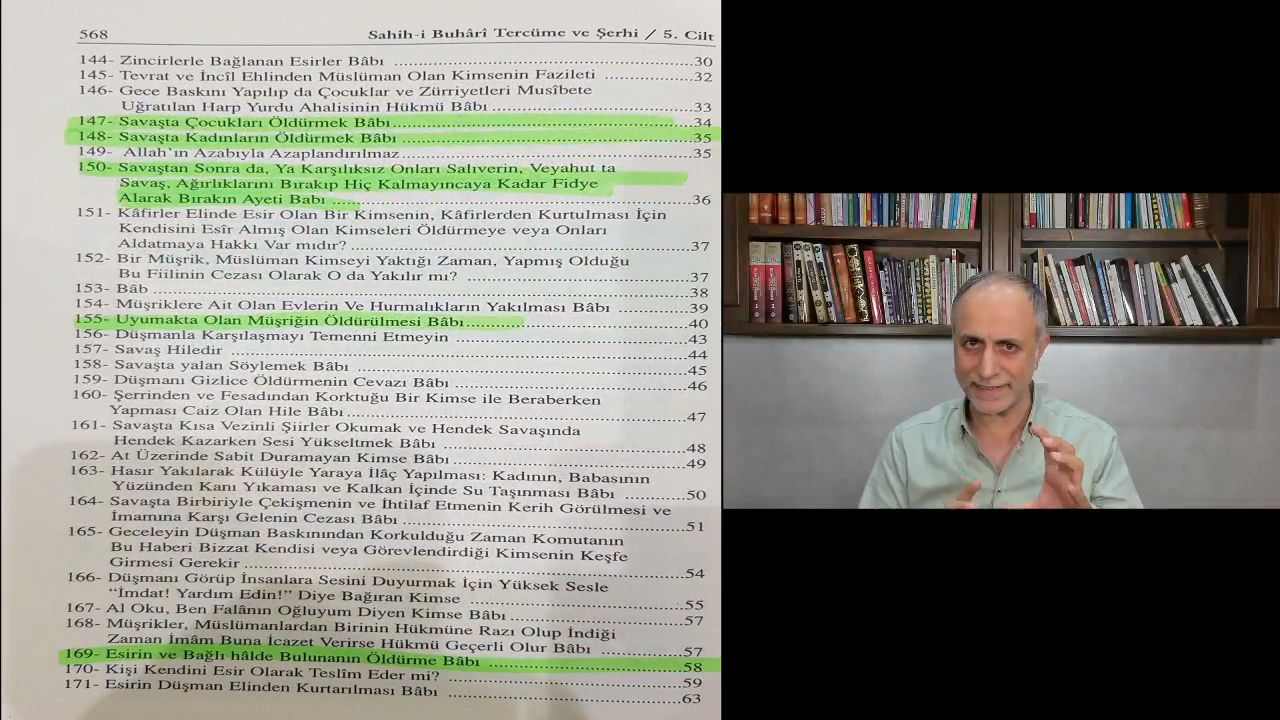 568
Sahih-i Buhârî Tercüme ve Şerhi / 5. Cilt
144- Zincirlerle Bağlanan Esirler Bâbı ..........30
145- Tevrat ve İncîl Ehlinden Müslüman Olan Kimsenin Fazileti ..........32
146- Gece Baskını Yapılıp da Çocuklar ve Zürriyetleri Musîbete
Uğratılan Harp Yurdu Ahalisinin Hükmü Bâbı ..........33
147- Savaşta Çocukları Öldürmek Bâbı..........34
148- Savaşta Kadınların Öldürmek Bâbı ..........35
149- Allah'ın Azabıyla Azaplandırılmaz..........35
150- Savaştan Sonra da, Ya Karşılıksız Onları Salıverin, Veyahut ta
Savaş, Ağırlıklarını Bırakıp Hiç Kalmayıncaya Kadar Fidye
Alarak Bırakın Ayeti Babı ..........36
151- Kâfirler Elinde Esir Olan Bir Kimsenin, Kâfirlerden Kurtulması İçin
Kendisini Esîr Almış Olan Kimseleri Öldürmeye veya Onları
Aldatmaya Hakkı Var mıdır?..........37
152- Bir Müşrik, Müslüman Kimseyi Yaktığı Zaman, Yapmış Olduğu
Bu Fiilinin Cezası Olarak O da Yakılır mı? ..........37
153- Bâb ..........38
154- Müşriklere Ait Olan Evlerin Ve Hurmalıkların Yakılması Bâbı ..........39
155- Uyumakta Olan Müşriğin Öldürülmesi Bâbı..........40
156- Düşmanla Karşılaşmayı Temenni Etmeyin ..........43
157- Savaş Hiledir ..........44
158- Savaşta yalan Söylemek Bâbı ..........45
159- Düşmanı Gizlice Öldürmenin Cevazı Bâbı ..........46
160- Şerrinden ve Fesadından Korktuğu Bir Kimse ile Beraberken
Yapması Caiz Olan Hile Bâbı..........47
161- Savaşta Kısa Vezinli Şiirler Okumak ve Hendek Savaşında
Hendek Kazarken Sesi Yükseltmek Bâbı ..........48
162- At Üzerinde Sabit Duramayan Kimse Bâbı ..........49
163- Hasır Yakılarak Külüyle Yaraya İlâç Yapılması: Kadının, Babasının
Yüzünden Kanı Yıkaması ve Kalkan İçinde Su Taşınması Bâbı ..........50
164- Savaşta Birbiriyle Çekişmenin ve İhtilaf Etmenin Kerih Görülmesi ve
İmamına Karşı Gelenin Cezası Bâbı ..........51
165- Geceleyin Düşman Baskınından Korkulduğu Zaman Komutanın
Bu Haberi Bizzat Kendisi veya Görevlendirdiği Kimsenin Keşfe
Girmesi Gerekir ..........54
166- Düşmanı Görüp İnsanlara Sesini Duyurmak İçin Yüksek Sesle
"İmdat! Yardım Edin!" Diye Bağıran Kimse ..........55
167- Al Oku, Ben Falânın Oğluyum Diyen Kimse Bâbı ..........57
168- Müşrikler, Müslümanlardan Birinin Hükmüne Razı Olup İndiği
Zaman İmâm Buna İcazet Verirse Hükmü Geçerli Olur Bâbı ..........57
169- Esirin ve Bağlı hâlde Bulunanın Öldürme Bâbı ..........58
170- Kişi Kendini Esir Olarak Teslîm Eder mi? ..........59
171- Esirin Düşman Elinden Kurtarılması Bâbı ..........63